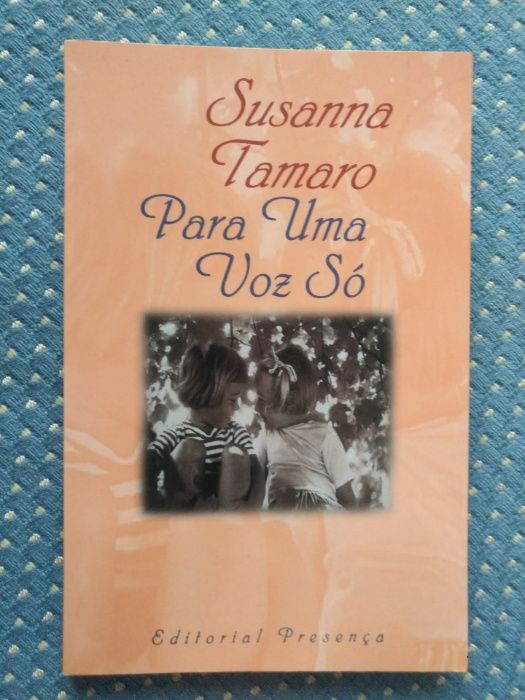 Susanna
Tamaro
Para Uma
Voz Só
Editorial Presença